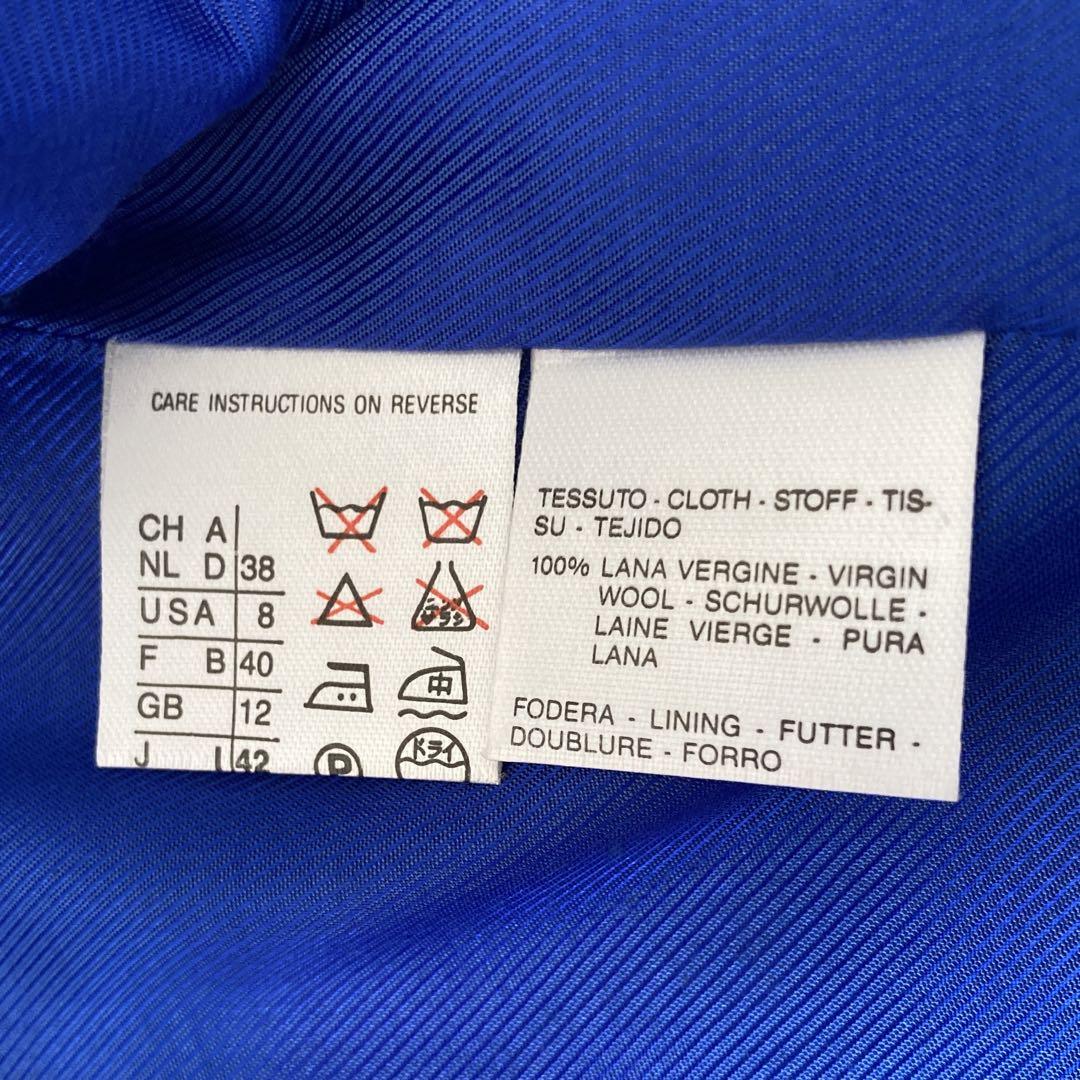 CARE INSTRUCTIONS ON REVERSE
CH A
NL D 38
USA 8
F B 40
GB 12
J I 42
中
P
ドライ
TESSUTO - CLOTH - STOFF - TIS-
SU - TEJIDO
100% LANA VERGINE - VIRGIN
WOOL - SCHURWOLLE -
LAINE VIERGE - PURA
LANA
FODERA - LINING - FUTTER -
DOUBLURE - FORRO